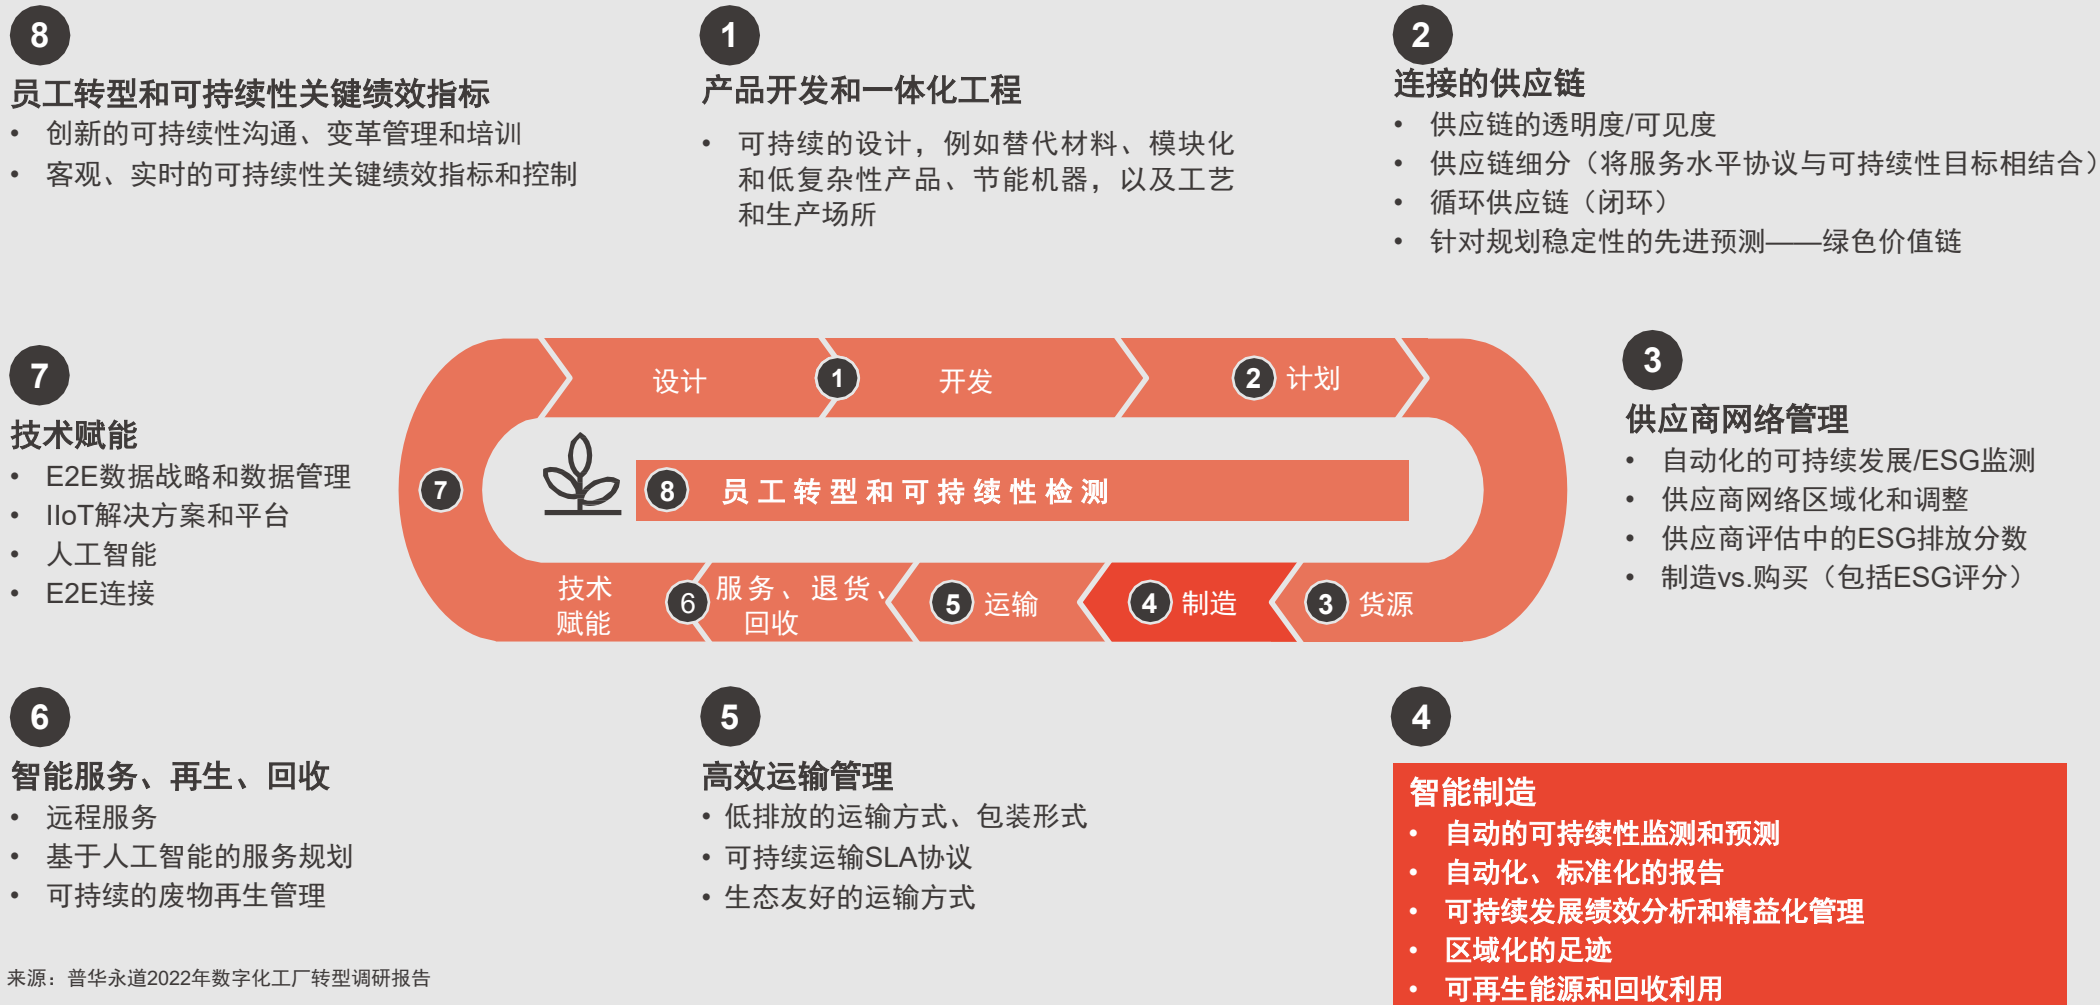 8
员工转型和可持续性关键绩效指标
• 创新的可持续性沟通、变革管理和培训
• 客观、实时的可持续性关键绩效指标和控制
1
产品开发和一体化工程
• 可持续的设计，例如替代材料、模块化
和低复杂性产品、节能机器，以及工艺
和生产场所
2
连接的供应链
• 供应链的透明度/可见度
• 供应链细分（将服务水平协议与可持续性目标相结合）
• 循环供应链（闭环）
• 针对规划稳定性的先进预测——绿色价值链
7
技术赋能
• E2E数据战略和数据管理
• IIoT解决方案和平台
• 人工智能
• E2E连接
设计
1
开发
2 计划
7
8 员工转型和可持续性检测
技术
赋能
6 服务、退货、
回收
5 运输
4 制造
3 货源
3
供应商网络管理
• 自动化的可持续发展/ESG监测
• 供应商网络区域化和调整
• 供应商评估中的ESG排放分数
• 制造vs.购买（包括ESG评分）
6
智能服务、再生、回收
• 远程服务
• 基于人工智能的服务规划
• 可持续的废物再生管理
5
高效运输管理
• 低排放的运输方式、包装形式
• 可持续运输SLA协议
• 生态友好的运输方式
4
智能制造
• 自动的可持续性监测和预测
• 自动化、标准化的报告
• 可持续发展绩效分析和精益化管理
• 区域化的足迹
• 可再生能源和回收利用
来源：普华永道2022年数字化工厂转型调研报告